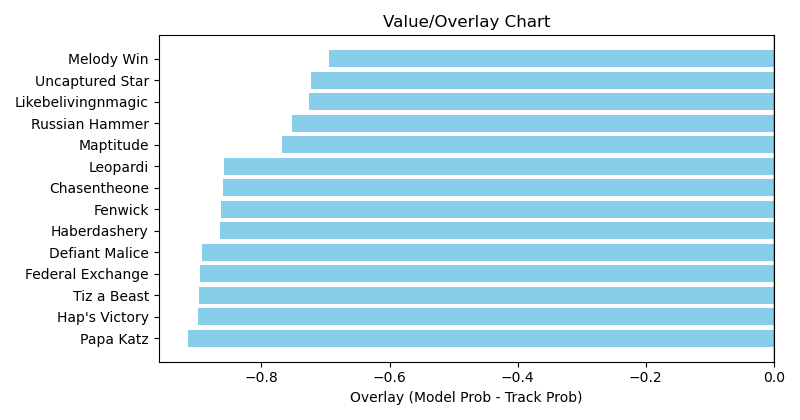 Value/Overlay Chart
Melody Win
Uncaptured Star
Likebelivingnmagic
Russian Hammer
Maptitude
Leopardi
Chasentheone
Fenwick
Haberdashery
Defiant Malice
Federal Exchange
Tiz a Beast
Hap's Victory
Papa Katz
−0.8 −0.6 −0.4 −0.2 0.0
Overlay (Model Prob - Track Prob)